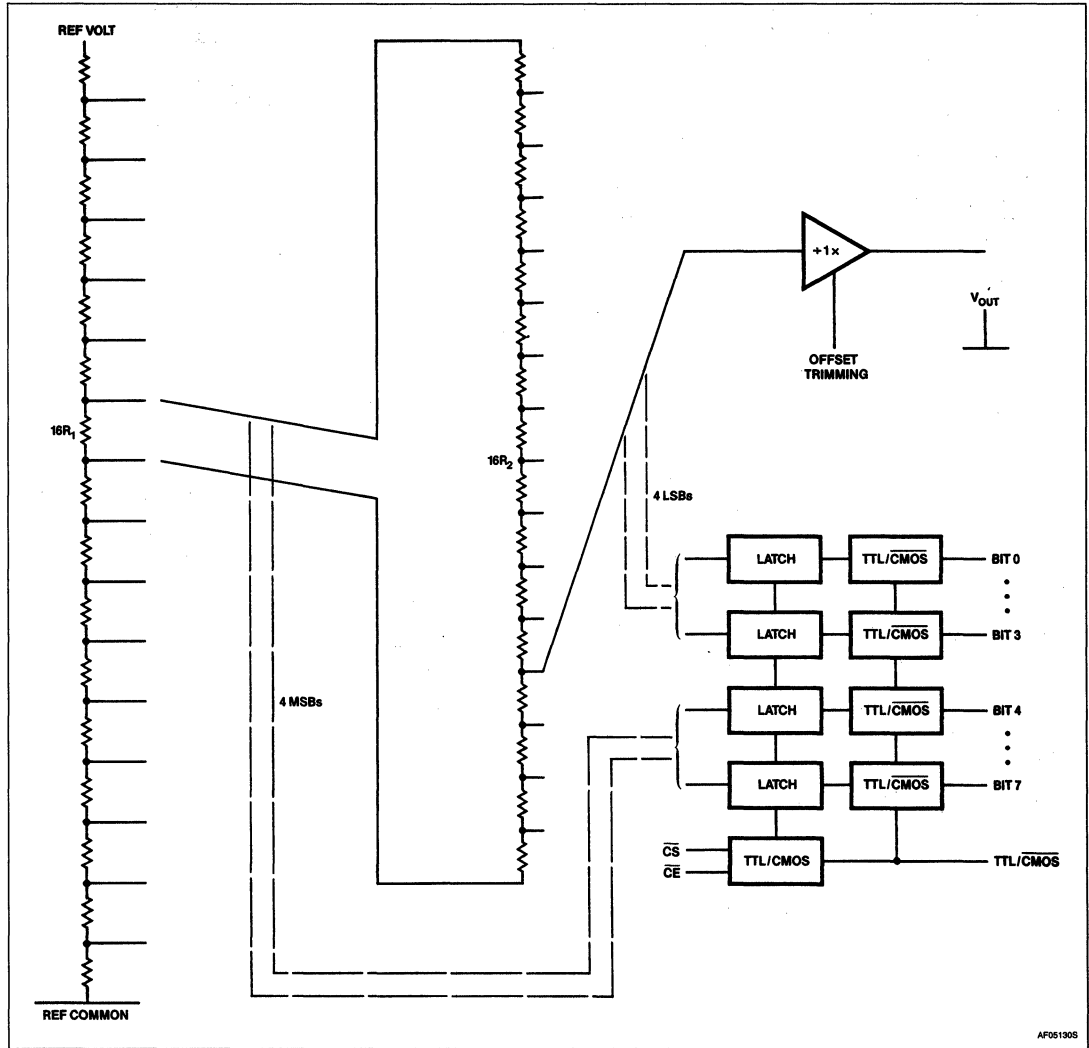 REF VOLT
16R1
REF COMMON
4 MSBs
16R2
4 LSBs
+1×
OFFSET
TRIMMING
VOUT
LATCH TTL/CMOS BIT 0
LATCH TTL/CMOS BIT 3
LATCH TTL/CMOS BIT 4
LATCH TTL/CMOS BIT 7
CS
CE
TTL/CMOS TTL/CMOS
AF05130S